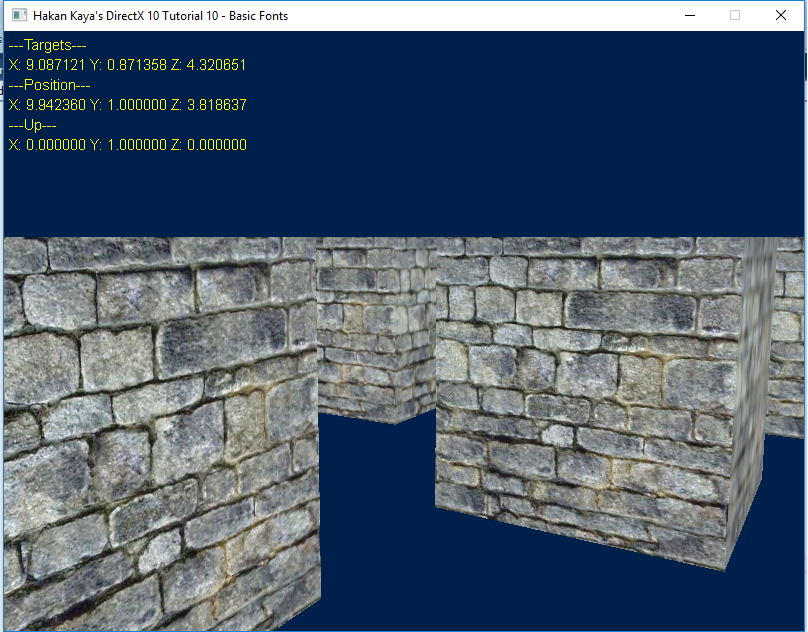 Hakan Kaya's DirectX 10 Tutorial 10 - Basic Fonts
---Targets---
X: 9.087121 Y: 0.871358 Z: 4.320651
---Position---
X: 9.942360 Y: 1.000000 Z: 3.818637
---Up---
X: 0.000000 Y: 1.000000 Z: 0.000000